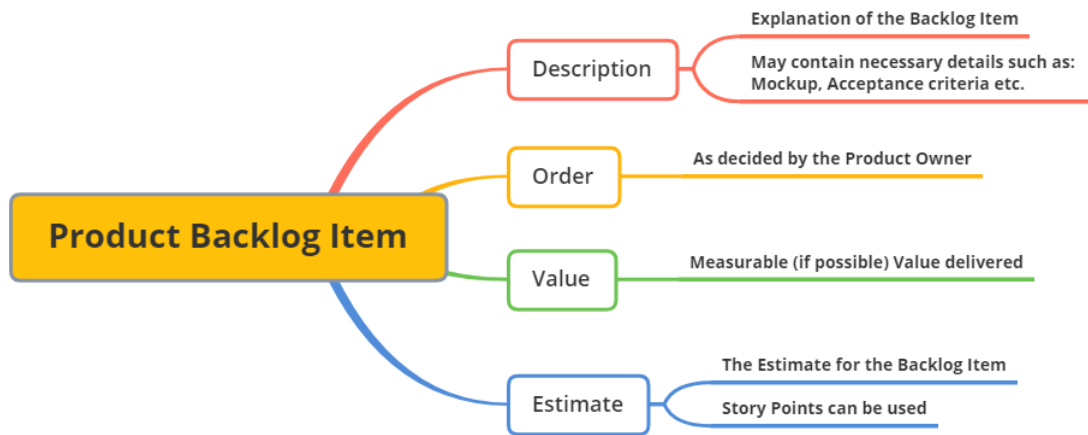 Product Backlog Item
Description
Explanation of the Backlog Item
May contain necessary details such as:
Mockup, Acceptance criteria etc.
Order
As decided by the Product Owner
Value
Measurable (if possible) Value delivered
Estimate
The Estimate for the Backlog Item
Story Points can be used